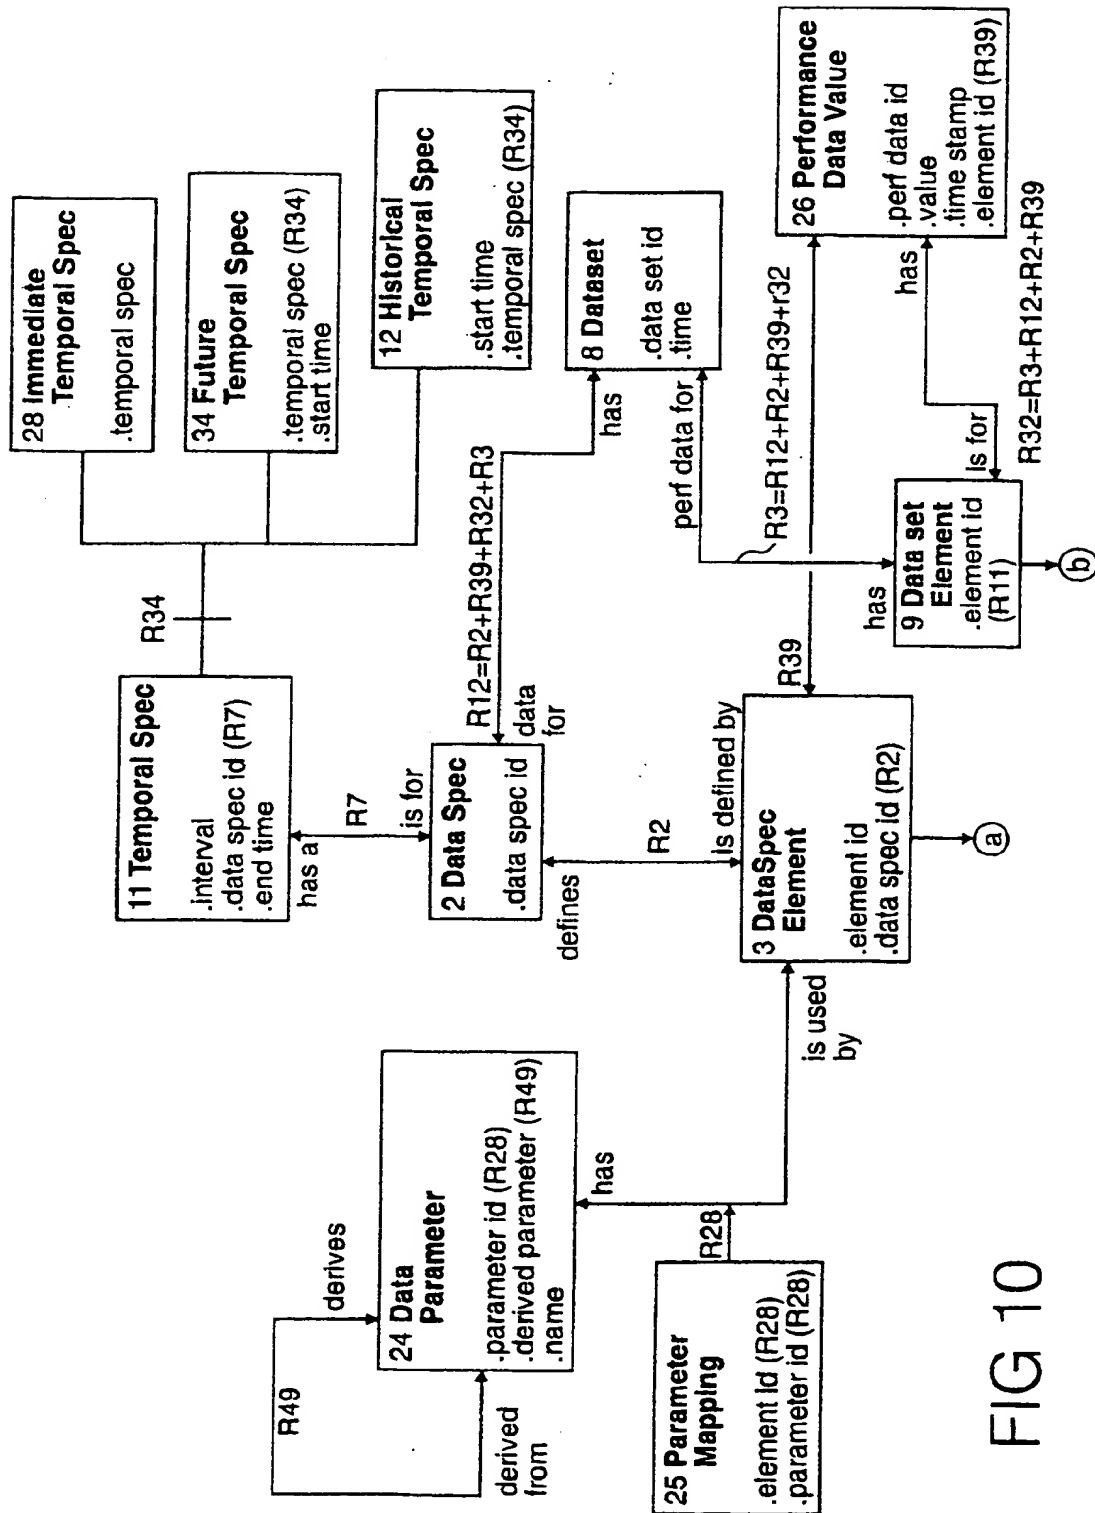 28 Immediate
Temporal Spec
.temporal spec
34 Future
Temporal Spec
.temporal spec (R34)
.start time
12 Historical
Temporal Spec
.start time
.temporal spec (R34)
R34
11 Temporal Spec
.interval
.data spec id (R7)
.end time
has a
R7
is for
2 Data Spec
.data spec id
data
for
R12=R2+R39+R32+R3
has
8 Dataset
.data set id
.time
perf data for
R3=R12+R2+R39+r32
26 Performance
Data Value
.perf data id
.value
.time stamp
.element id (R39)
has
is for
R32=R3+R12+R2+R39
has
9 Data set
Element
.element id
(R11)
b
defines
R2
is defined by
R39
3 DataSpec
Element
.element id
.data spec id (R2)
a
is used
by
R49
derives
derived
from
24 Data
Parameter
.parameter id (R28)
.derived parameter (R49)
.name
has
R28
25 Parameter
Mapping
.element id (R28)
.parameter id (R28)
FIG 10